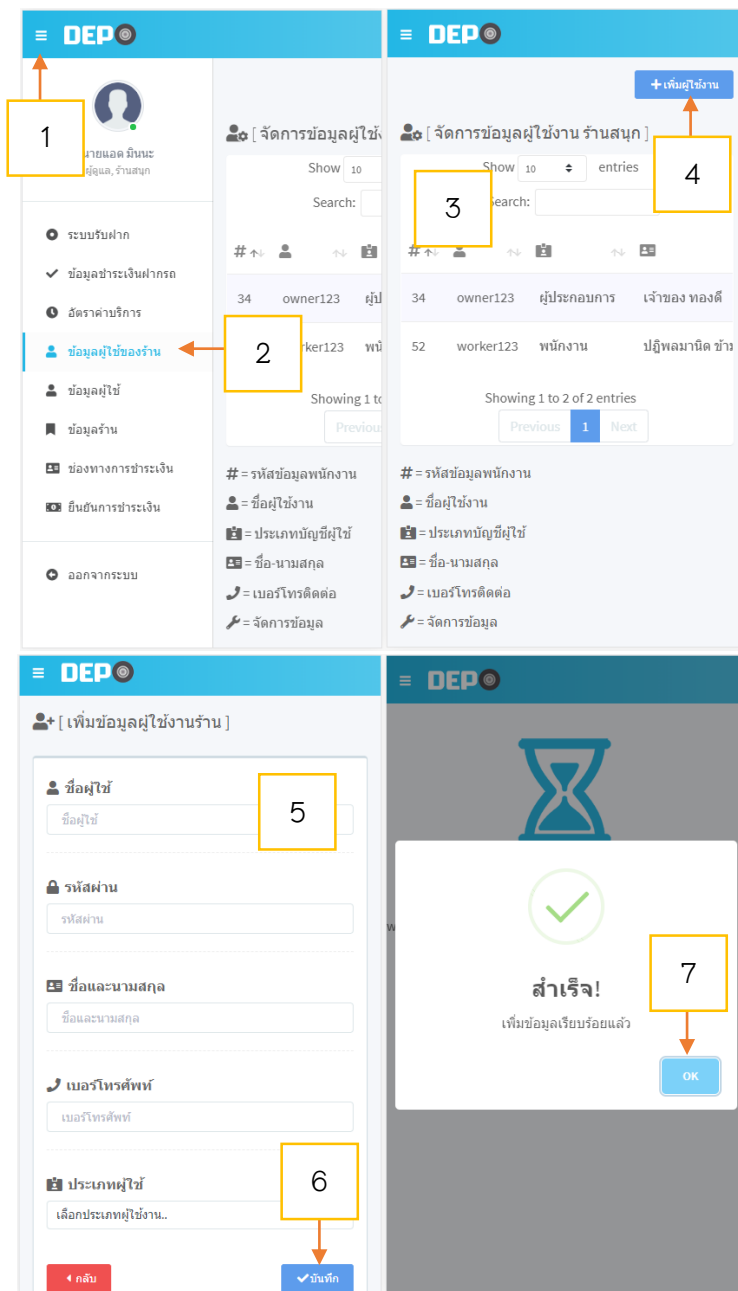 DEPO
1
นายแอด มินนะ
ผู้ดูแล, ร้านสนุก
ระบบรับฝาก
ข้อมูลชำระเงินฝากรถ
อัตราค่าบริการ
ข้อมูลผู้ใช้ของร้าน
ข้อมูลผู้ใช้
ข้อมูลร้าน
ช่องทางการชำระเงิน
ยืนยันการชำระเงิน
ออกจากระบบ
2
[ จัดการข้อมูลผู้ใช้
Show 10
Search:
#
34 owner123
Showing 1 to
Previous
# = รหัสข้อมูลพนักงาน
= ชื่อผู้ใช้งาน
= ประเภทบัญชีผู้ใช้
= ชื่อ-นามสกุล
= เบอร์โทรติดต่อ
= จัดการข้อมูล
DEPO
+ เพิ่มผู้ใช้งาน
[ จัดการข้อมูลผู้ใช้งาน ร้านสนุก ]
4
Show 10 entries
3
Search:
#
34 owner123 ผู้ประกอบการ เจ้าของ ทองดี
52 worker123 พนักงาน ปฏิพลมานิด
Showing 1 to 2 of 2 entries
Previous 1 Next
# = รหัสข้อมูลพนักงาน
= ชื่อผู้ใช้งาน
= ประเภทบัญชีผู้ใช้
= ชื่อ-นามสกุล
= เบอร์โทรติดต่อ
= จัดการข้อมูล
DEPO
[ เพิ่มข้อมูลผู้ใช้งานร้าน ]
ชื่อผู้ใช้
ชื่อผู้ใช้
5
รหัสผ่าน
รหัสผ่าน
ชื่อและนามสกุล
ชื่อและนามสกุล
เบอร์โทรศัพท์
เบอร์โทรศัพท์
ประเภทผู้ใช้
เลือกประเภทผู้ใช้งาน..
6
กลับ
บันทึก
DEPO
สำเร็จ!
เพิ่มข้อมูลเรียบร้อยแล้ว
7
OK